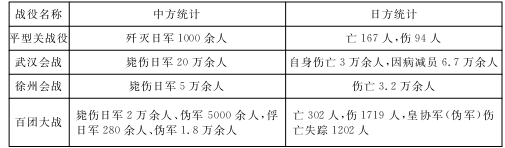 战役名称 中方统计 日方统计
平型关战役 歼灭日军 1000 余人 亡 167 人,伤 94 人
武汉会战 毙伤日军 20 万余人 自身伤亡 3 万余人,因病减员 6.7 万余人
徐州会战 毙伤日军 5 万余人 伤亡 3.2 万余人
百团大战 毙伤日军 2 万余人、伪军 5000 余人,俘
日军 280 余人、伪军 1.8 万余人
亡 302 人,伤 1719 人,皇协军(伪军)伤
亡失踪 1202 人